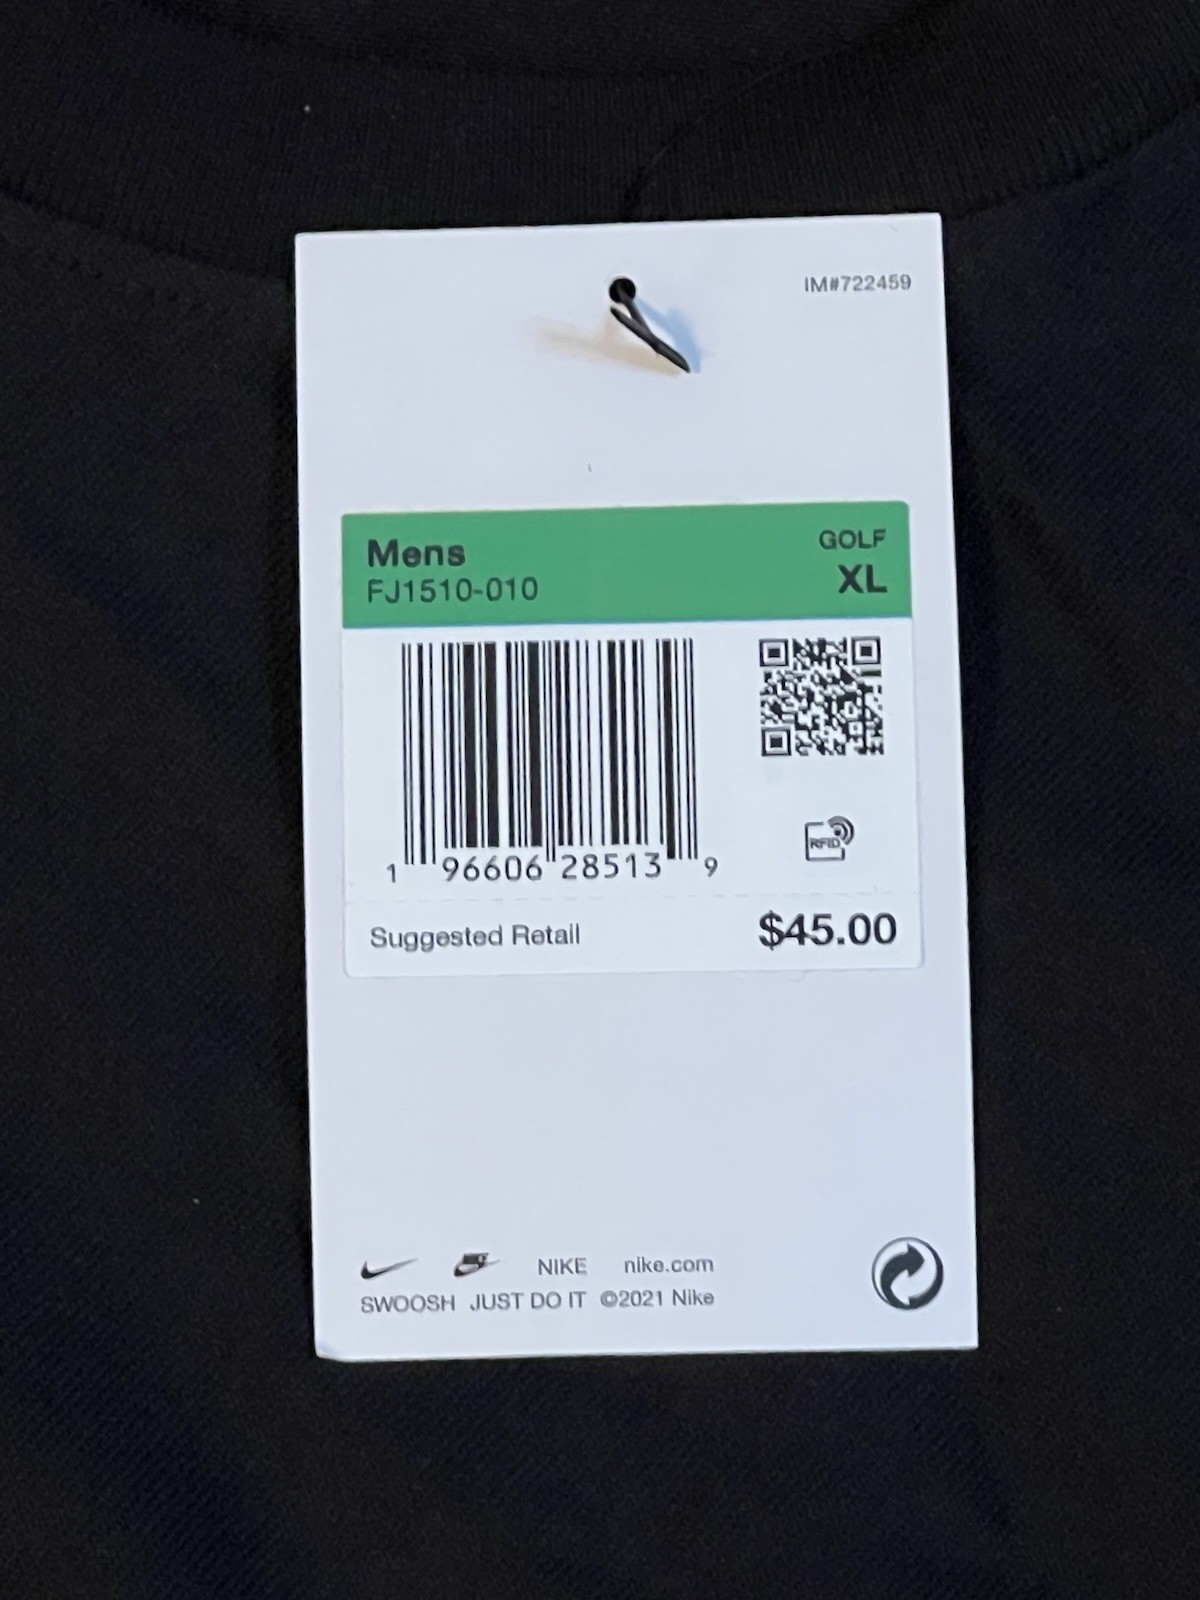 IM#722459
Mens
FJ1510-010
GOLF
XL
1 96606 28513 9
RFID
Suggested Retail $45.00
NIKE nike.com
SWOOSH JUST DO IT ©2021 Nike